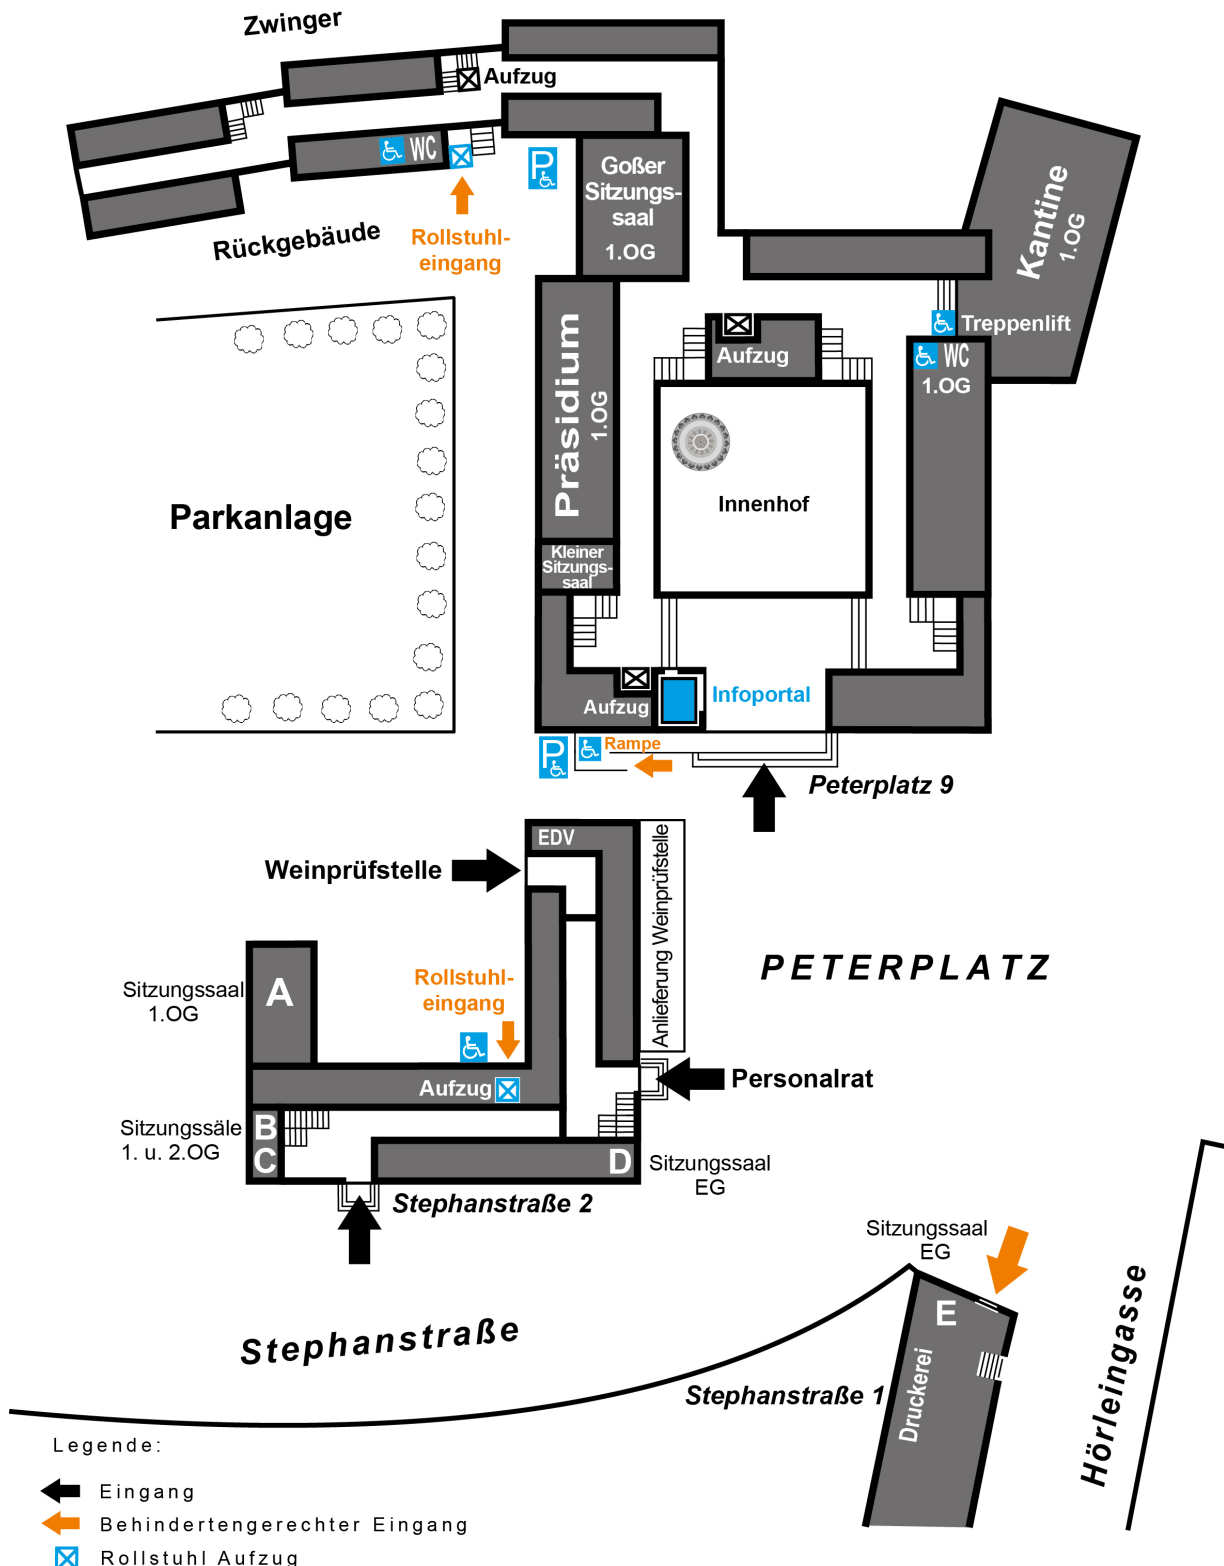 Zwinger
Aufzug
WC
P
Goßer
Sitzungs-
saal
1.OG
Kantine
1.OG
Rückgebäude
Rollstuhl-
eingang
Treppenlift
WC
1.OG
Aufzug
Präsidium
1.OG
Innenhof
Parkanlage
Kleiner
Sitzungs-
saal
Aufzug
Infoportal
P
Rampe
Peterplatz 9
EDV
Weinprüfstelle
Anlieferung Weinprüfstelle
PETERPLATZ
Rollstuhl-
eingang
A
Sitzungssaal
1.OG
Aufzug
Personalrat
B
C
Sitzungssäle
1. u. 2.OG
D
Sitzungssaal
EG
Stephanstraße 2
Sitzungssaal
EG
E
Druckerei
Stephanstraße
Stephanstraße 1
Hörleingasse
Legende:
Eingang
Behindertengerechter Eingang
Rollstuhl Aufzug